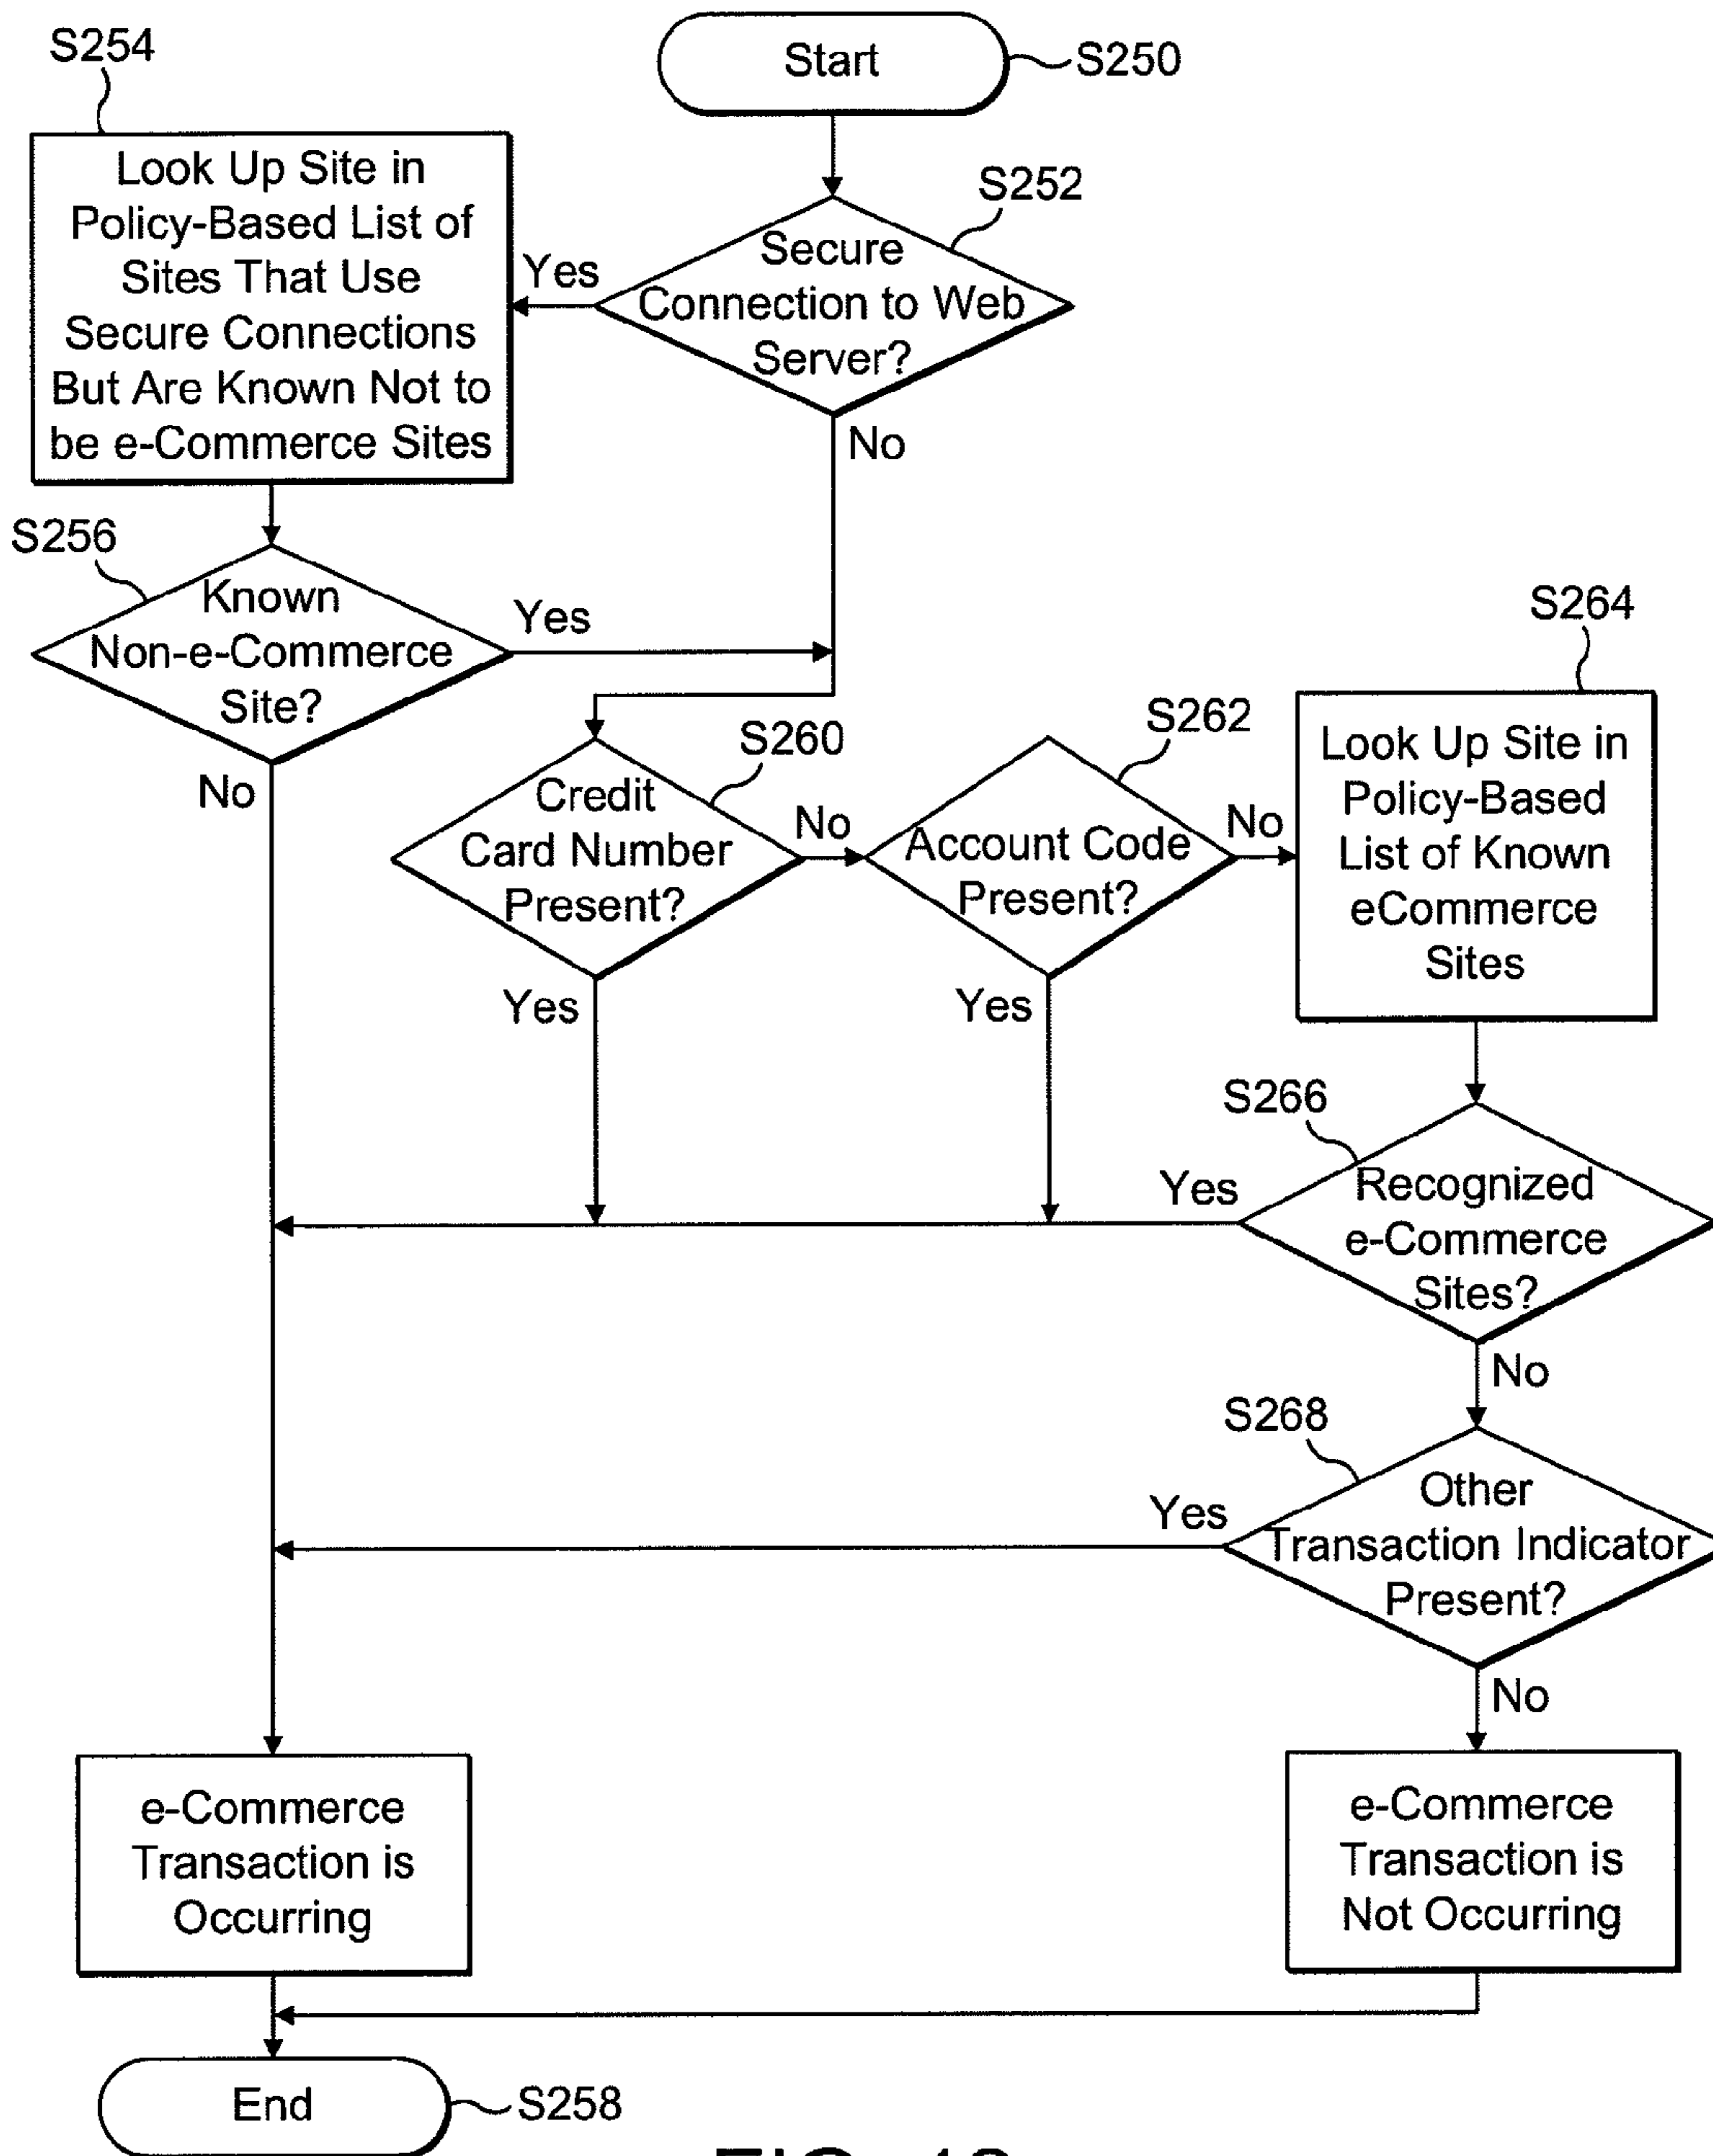 S254
Start
S250
Look Up Site in
Policy-Based List of
Sites That Use
Secure Connections
But Are Known Not to
be e-Commerce Sites
Yes
S252
Secure
Connection to Web
Server?
No
S256
Known
Non-e-Commerce
Site?
Yes
No
S260
Credit
Card Number
Present?
No
Yes
S262
Account Code
Present?
No
Yes
S264
Look Up Site in
Policy-Based
List of Known
eCommerce
Sites
S266
Recognized
e-Commerce
Sites?
Yes
No
S268
Other
Transaction Indicator
Present?
Yes
No
e-Commerce
Transaction is
Occurring
e-Commerce
Transaction is
Not Occurring
End
S258